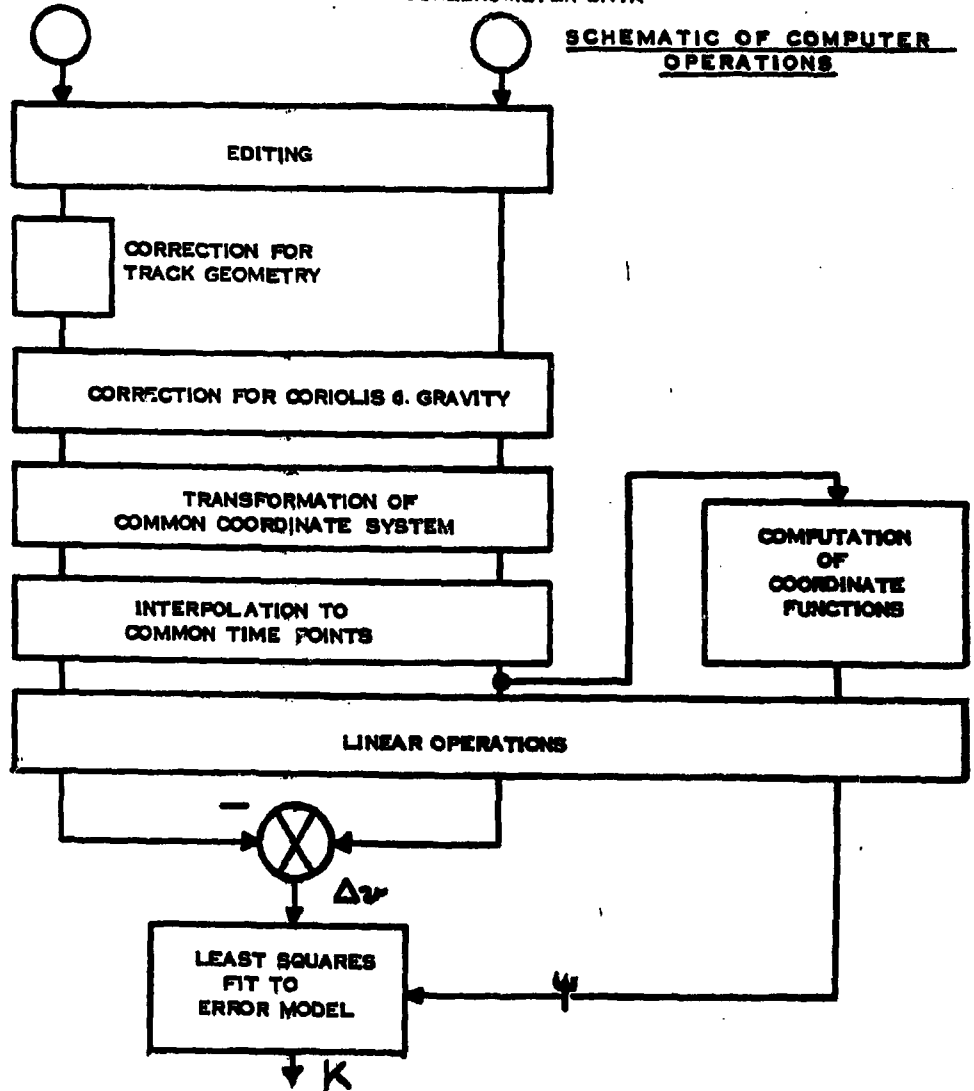 SCHEMATIC OF COMPUTER
OPERATIONS
EDITING
CORRECTION FOR
TRACK GEOMETRY
CORRECTION FOR CORIOLIS &. GRAVITY
TRANSFORMATION OF
COMMON COORDINATE SYSTEM
COMPUTATION
OF
COORDINATE
FUNCTIONS
INTERPOLATION TO
COMMON TIME POINTS
LINEAR OPERATIONS
−
Δv
LEAST SQUARES
FIT TO
ERROR MODEL
ψ
K